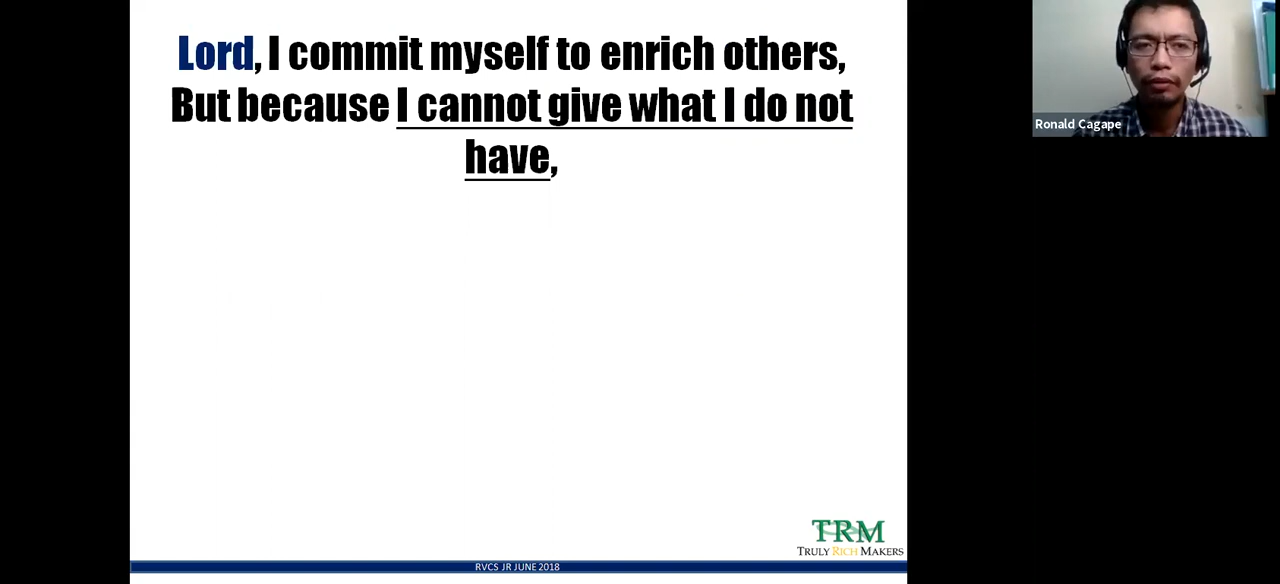 Lord, I commit myself to enrich others,
But because I cannot give what I do not
have,
Ronald Cagape
TRM
TRULY RICH MAKERS
RVCS JR JUNE 2018